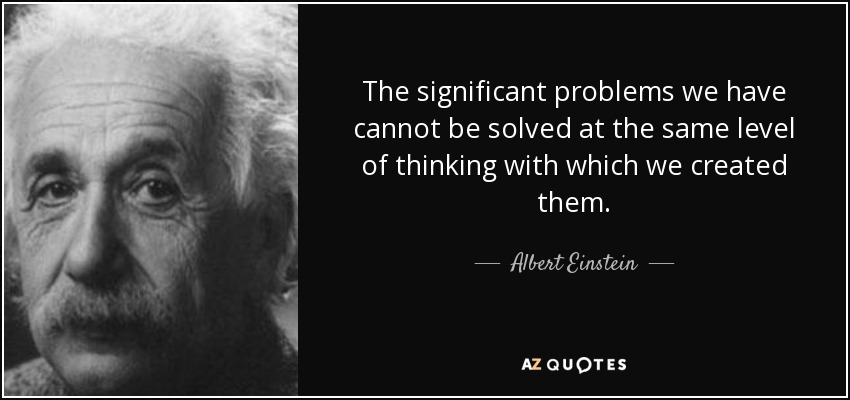 The significant problems we have
cannot be solved at the same level
of thinking with which we created
them.
Albert Einstein
AZ QUOTES